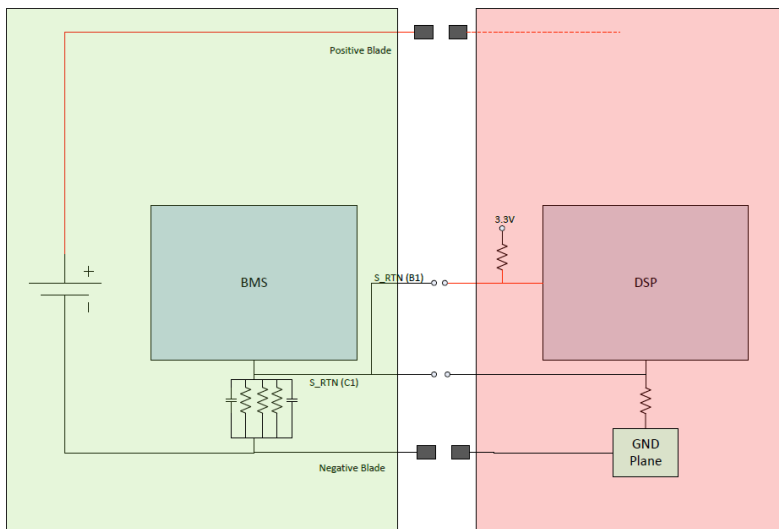 Positive Blade
3.3V
S_RTN (B1)
BMS
DSP
S_RTN (C1)
GND
Plane
Negative Blade